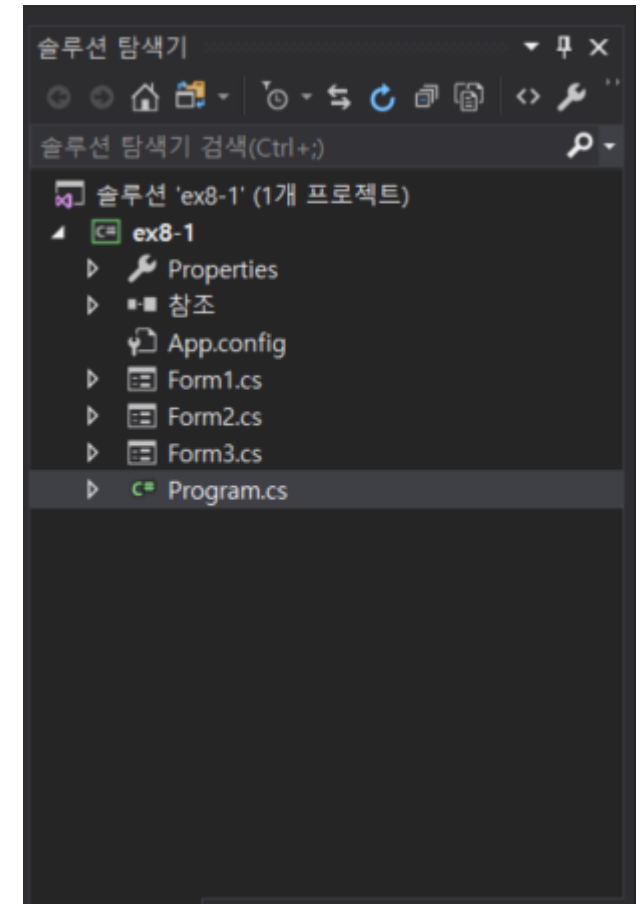 솔루션 탐색기
솔루션 탐색기 검색(Ctrl+;)
솔루션 'ex8-1' (1개 프로젝트)
C# ex8-1
Properties
참조
App.config
Form1.cs
Form2.cs
Form3.cs
C# Program.cs